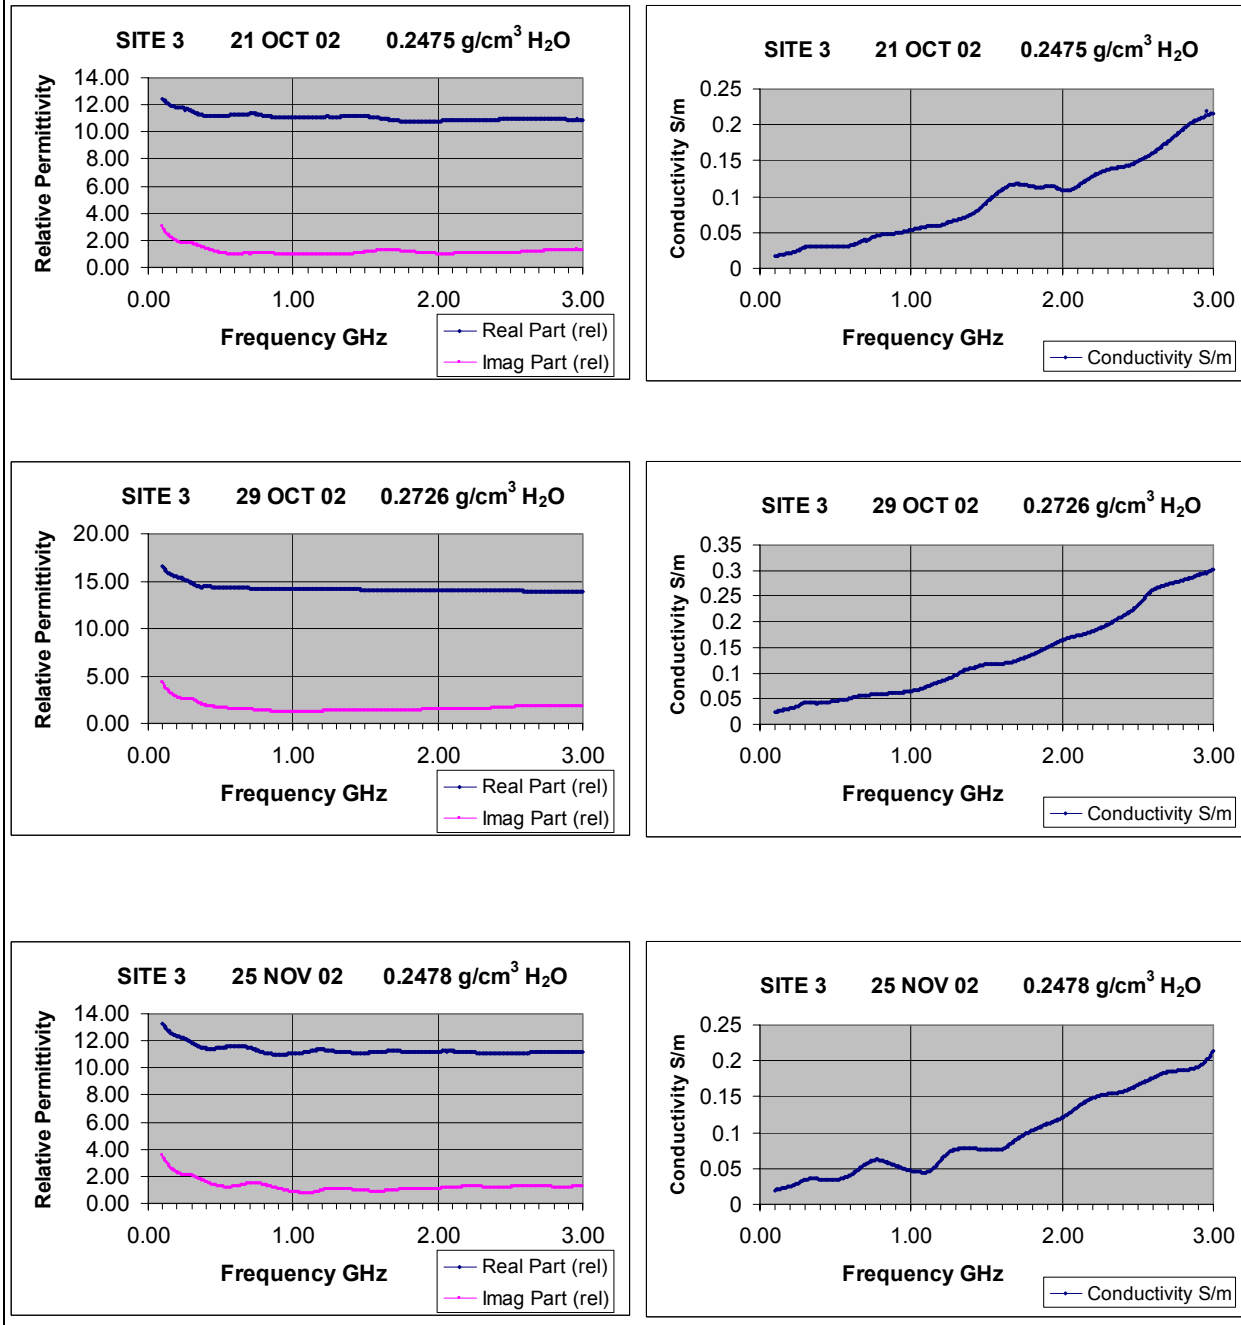 SITE 3 21 OCT 02 0.2475 g/cm³ H₂O
Relative Permittivity
14.00
12.00
10.00
8.00
6.00
4.00
2.00
0.00
0.00 1.00 2.00 3.00
Frequency GHz
Real Part (rel)
Imag Part (rel)
SITE 3 21 OCT 02 0.2475 g/cm³ H₂O
Conductivity S/m
0.25
0.2
0.15
0.1
0.05
0
0.00 1.00 2.00 3.00
Frequency GHz
Conductivity S/m
SITE 3 29 OCT 02 0.2726 g/cm³ H₂O
Relative Permittivity
20.00
15.00
10.00
5.00
0.00
0.00 1.00 2.00 3.00
Frequency GHz
Real Part (rel)
Imag Part (rel)
SITE 3 29 OCT 02 0.2726 g/cm³ H₂O
Conductivity S/m
0.35
0.3
0.25
0.2
0.15
0.1
0.05
0
0.00 1.00 2.00 3.00
Frequency GHz
Conductivity S/m
SITE 3 25 NOV 02 0.2478 g/cm³ H₂O
Relative Permittivity
14.00
12.00
10.00
8.00
6.00
4.00
2.00
0.00
0.00 1.00 2.00 3.00
Frequency GHz
Real Part (rel)
Imag Part (rel)
SITE 3 25 NOV 02 0.2478 g/cm³ H₂O
Conductivity S/m
0.25
0.2
0.15
0.1
0.05
0
0.00 1.00 2.00 3.00
Frequency GHz
Conductivity S/m